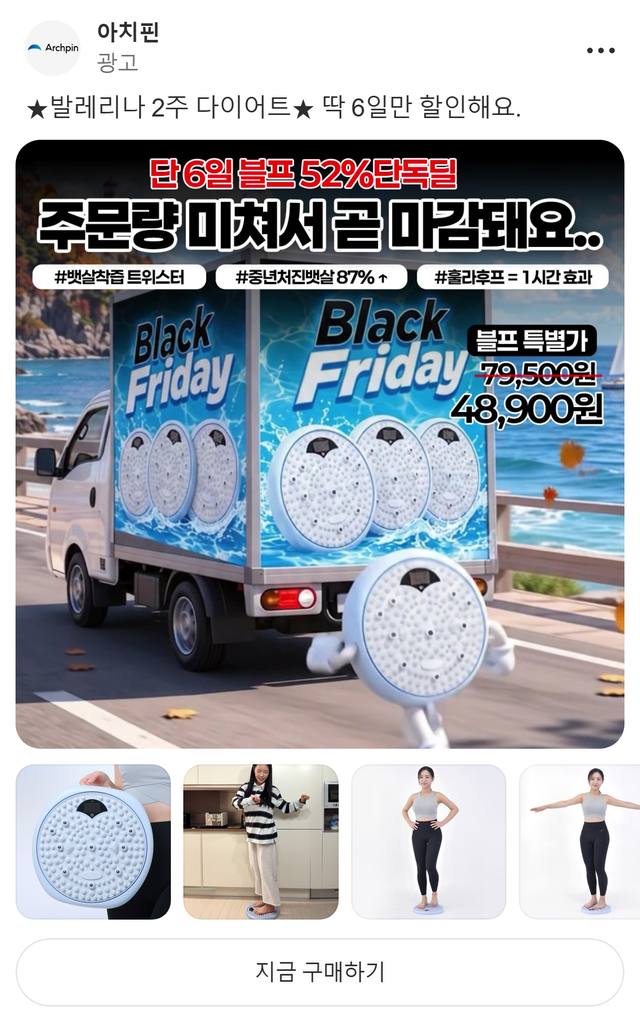 Archpin
아치핀
광고
★발레리나 2주 다이어트★ 딱 6일만 할인해요.
단 6일 블프 52%단독딜
주문량 미쳐서 곧 마감돼요..
#뱃살착즙 트위스터 #중년처진뱃살 87% ↑ #훌라후프 = 1시간 효과
Black
Friday
Black
Friday
블프 특별가
79,500원
48,900원
지금 구매하기